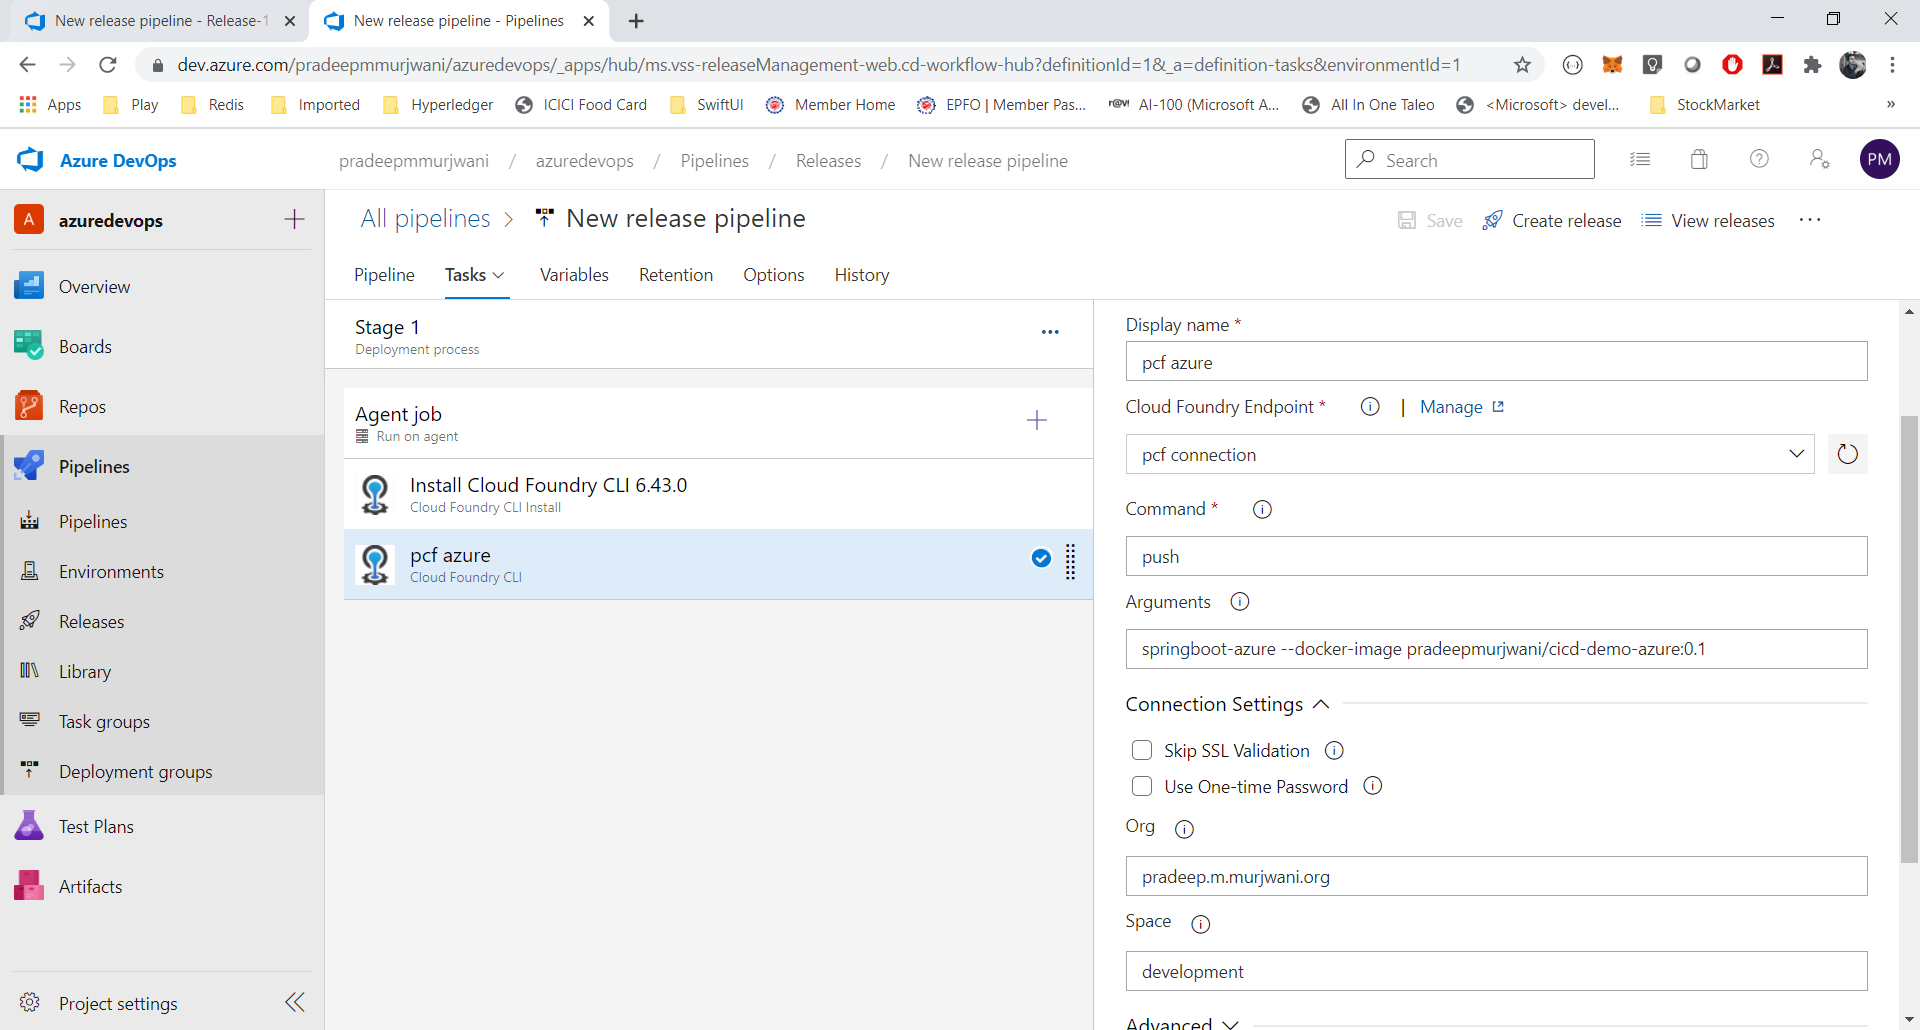 New release pipeline - Release-1
New release pipeline - Pipelines
dev.azure.com/pradeepmmurjwani/azuredevops/_apps/hub/ms.vss-releaseManagement-web.cd-workflow-hub?definitionId=1&_a=definition-tasks&environmentId=1
Apps Play Redis Imported Hyperledger ICICI Food Card SwiftUI Member Home EPFO | Member Pas... r@v! AI-100 (Microsoft A... All In One Taleo <Microsoft> devel... StockMarket »
Azure DevOps
pradeepmmurjwani / azuredevops / Pipelines / Releases / New release pipeline
Search
PM
A azuredevops
Overview
Boards
Repos
Pipelines
Pipelines
Environments
Releases
Library
Task groups
Deployment groups
Test Plans
Artifacts
Project settings
All pipelines > New release pipeline
Save Create release View releases ...
Pipeline Tasks Variables Retention Options History
Stage 1
Deployment process
Agent job
Run on agent
Install Cloud Foundry CLI 6.43.0
Cloud Foundry CLI Install
pcf azure
Cloud Foundry CLI
Display name *
pcf azure
Cloud Foundry Endpoint * | Manage
pcf connection
Command *
push
Arguments
springboot-azure --docker-image pradeepmurjwani/cicd-demo-azure:0.1
Connection Settings
Skip SSL Validation
Use One-time Password
Org
pradeep.m.murjwani.org
Space
development
Advanced